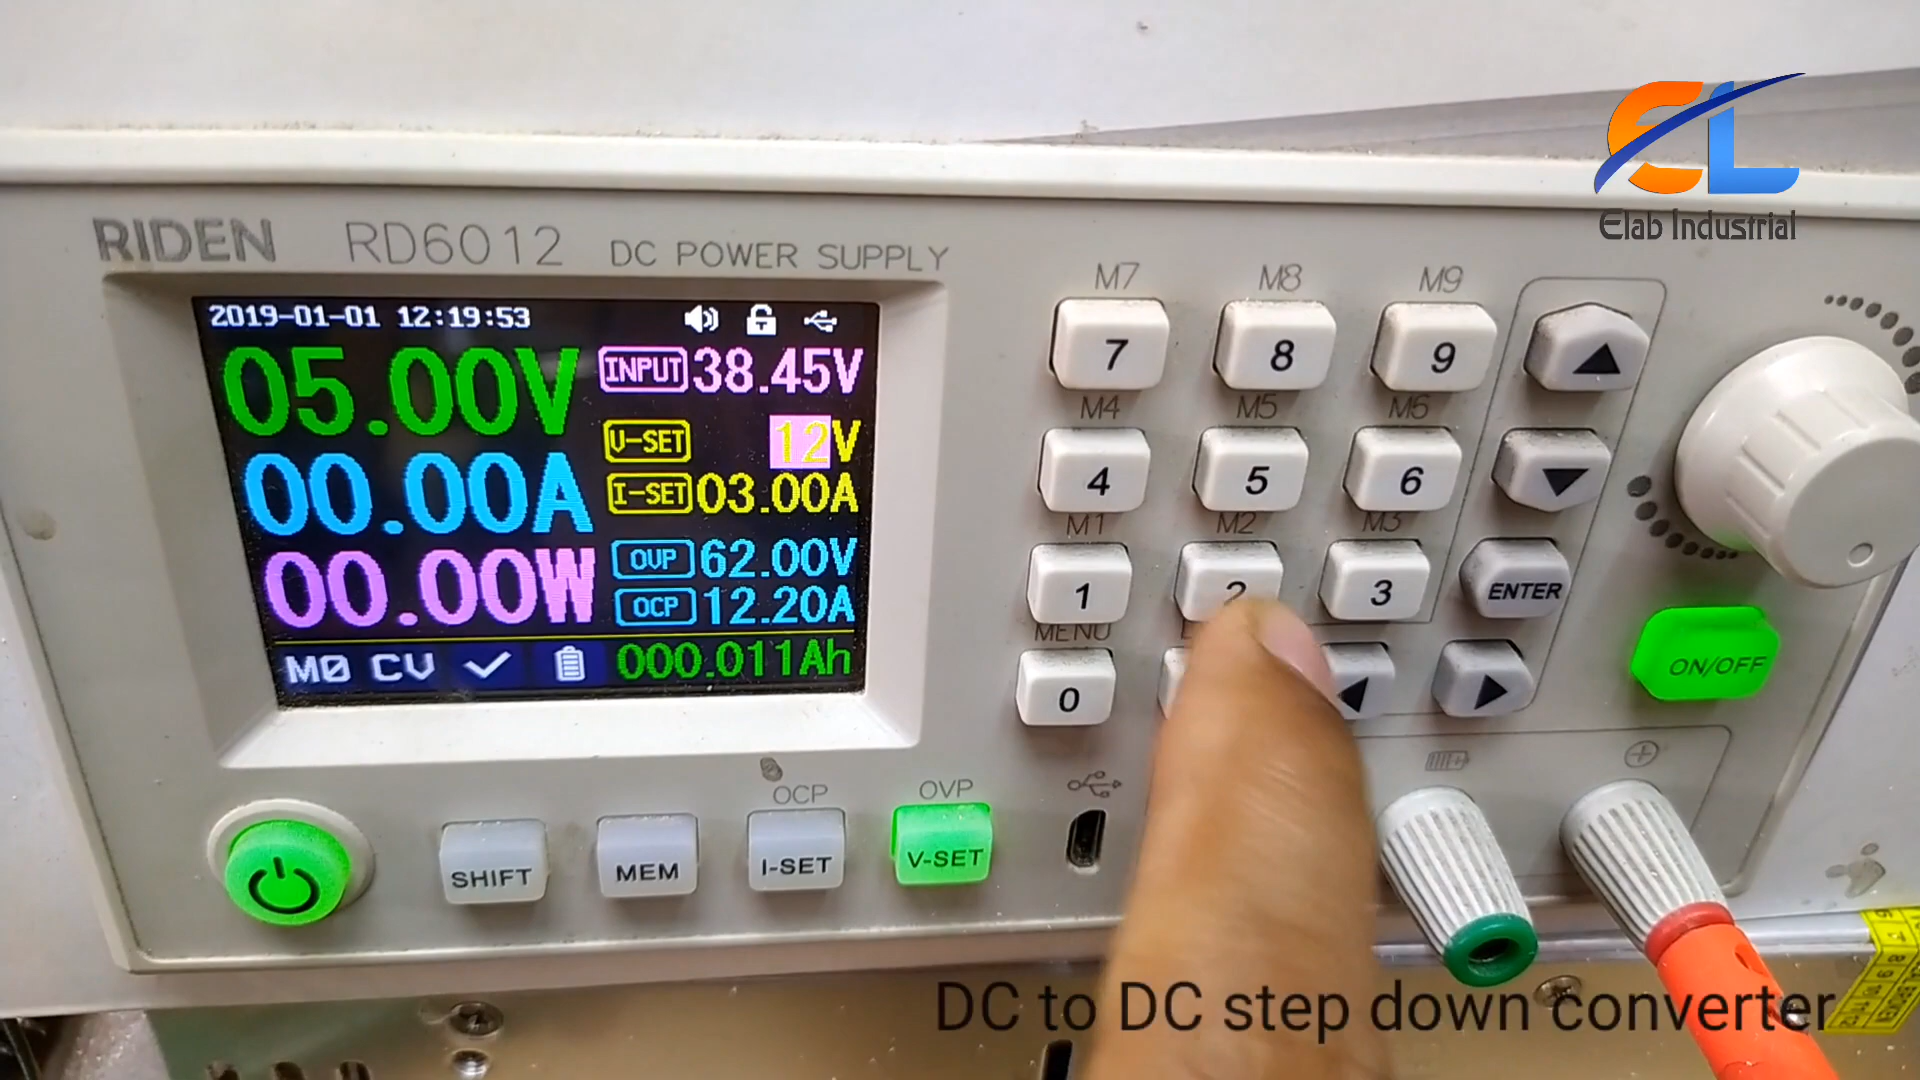 RIDEN RD6012 DC POWER SUPPLY
2019-01-01 12:19:53
05.00V
INPUT 38.45V
V-SET 12V
00.00A
I-SET 03.00A
OVP 62.00V
00.00W
OCP 12.20A
M0 CV 000.011Ah
M7 M8 M9
7 8 9
M4 M5 M6
4 5 6
M1 M2 M3
1 2 3 ENTER
MENU
0
ON/OFF
OCP OVP
SHIFT MEM I-SET V-SET
EL
Elab Industrial
DC to DC step down converter